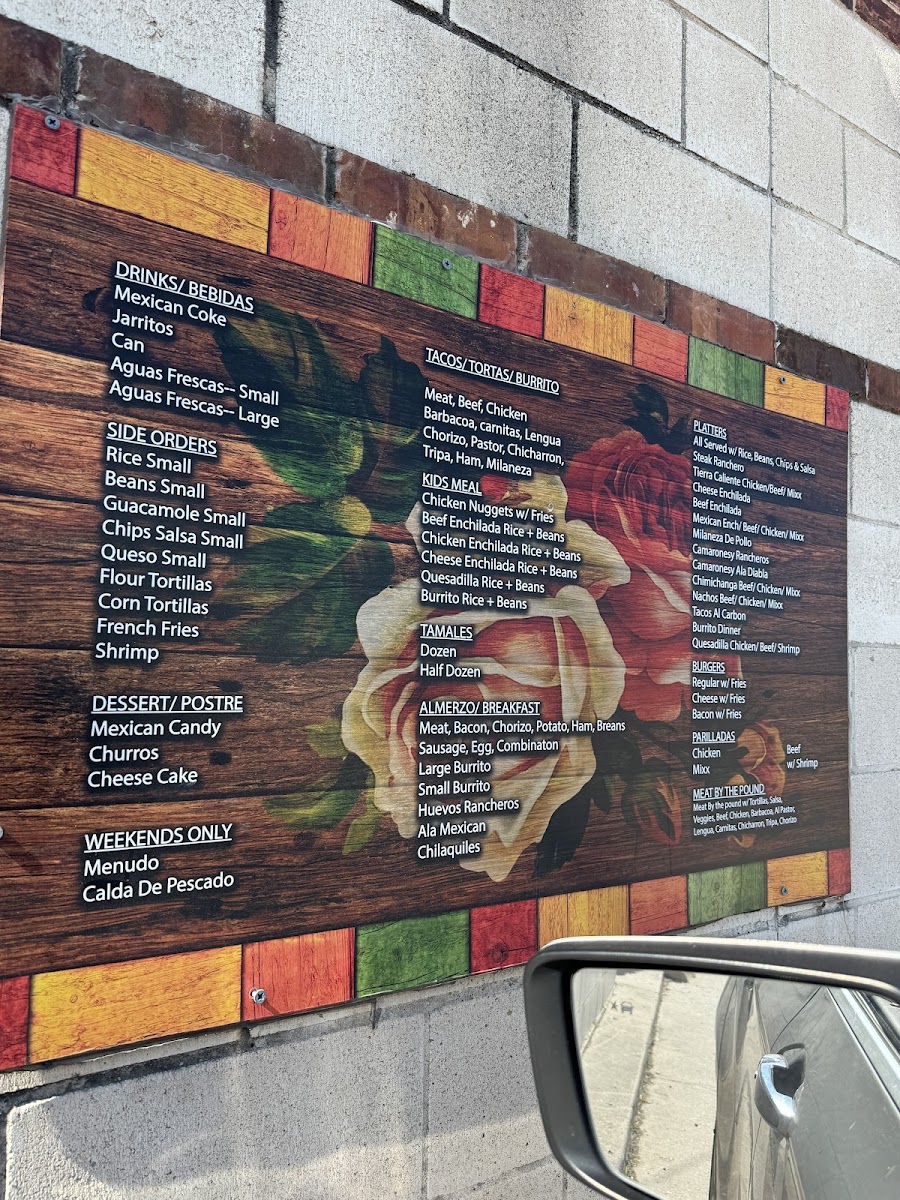 DRINKS/ BEBIDAS
Mexican Coke
Jarritos
Can
Aguas Frescas-- Small
Aguas Frescas-- Large
SIDE ORDERS
Rice Small
Beans Small
Guacamole Small
Chips Salsa Small
Queso Small
Flour Tortillas
Corn Tortillas
French Fries
Shrimp
DESSERT/ POSTRE
Mexican Candy
Churros
Cheese Cake
WEEKENDS ONLY
Menudo
Calda De Pescado
TACOS/ TORTAS/ BURRITO
Meat, Beef, Chicken
Barbacoa, carnitas, Lengua
Chorizo, Pastor, Chicharron,
Tripa, Ham, Milaneza
KIDS MEAL
Chicken Nuggets w/ Fries
Beef Enchilada Rice + Beans
Chicken Enchilada Rice + Beans
Cheese Enchilada Rice + Beans
Quesadilla Rice + Beans
Burrito Rice + Beans
TAMALES
Dozen
Half Dozen
ALMERZO/ BREAKFAST
Meat, Bacon, Chorizo, Potato, Ham, Breans
Sausage, Egg, Combinaton
Large Burrito
Small Burrito
Huevos Rancheros
Ala Mexican
Chilaquiles
PLATTERS
All Served w/ Rice, Beans, Chips & Salsa
Steak Ranchero
Tierra Caliente Chicken/Beef/ Mixx
Cheese Enchilada
Beef Enchilada
Mexican Ench/ Beef/ Chicken/ Mixx
Milaneza De Pollo
Camaronesy Rancheros
Camaronesy Ala Diabla
Chimichanga Beef/ Chicken/ Mixx
Nachos Beef/ Chicken/ Mixx
Tacos Al Carbon
Burrito Dinner
Quesadilla Chicken/ Beef/ Shrimp
BURGERS
Regular w/ Fries
Cheese w/ Fries
Bacon w/ Fries
PARILLADAS
Chicken Beef
Mixx w/ Shrimp
MEAT BY THE POUND
Meat By the pound w/ Tortillas, Salsa,
Veggies, Beef, Chicken, Barbacoa, Al Pastor,
Lengua, Carnitas, Chicharron, Tripa, Chorizo